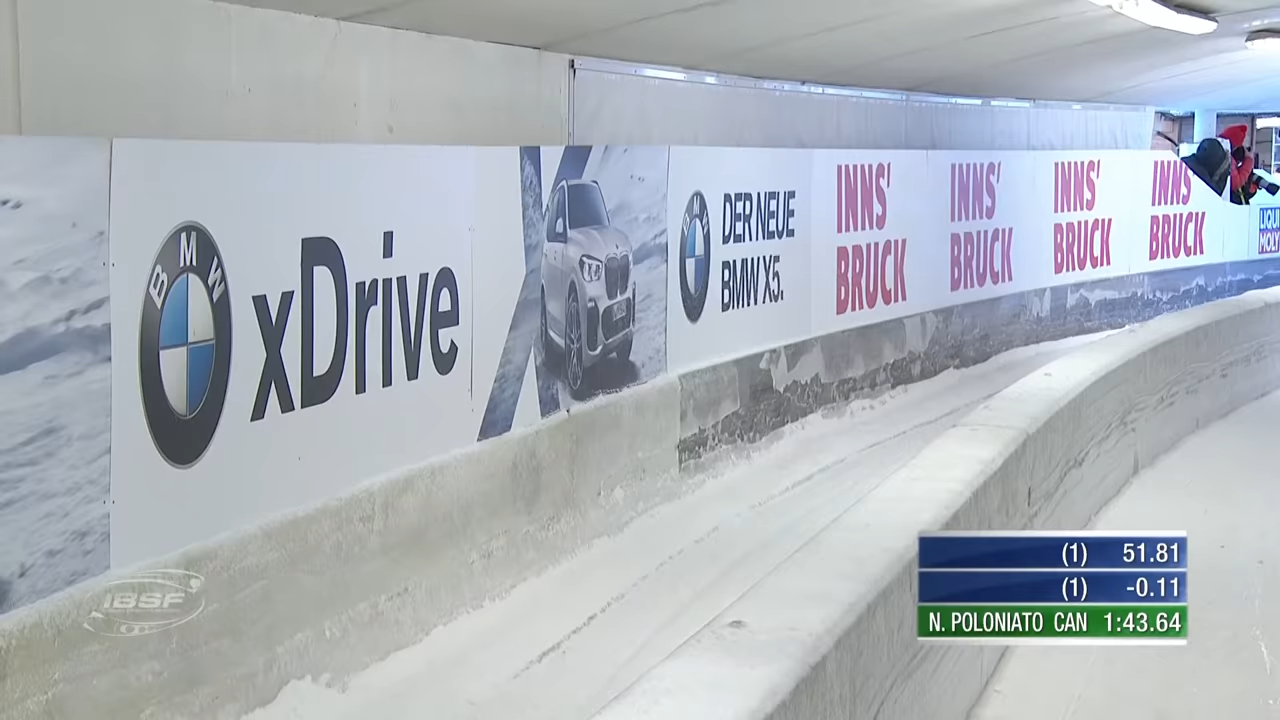 BMW
xDrive
BMW
DER NEUE
BMW X5.
INNS'
BRUCK
INNS'
BRUCK
INNS'
BRUCK
INNS'
BRUCK
LIQUI
MOLY
IBSF
(1) 51.81
(1) -0.11
N. POLONIATO CAN 1:43.64